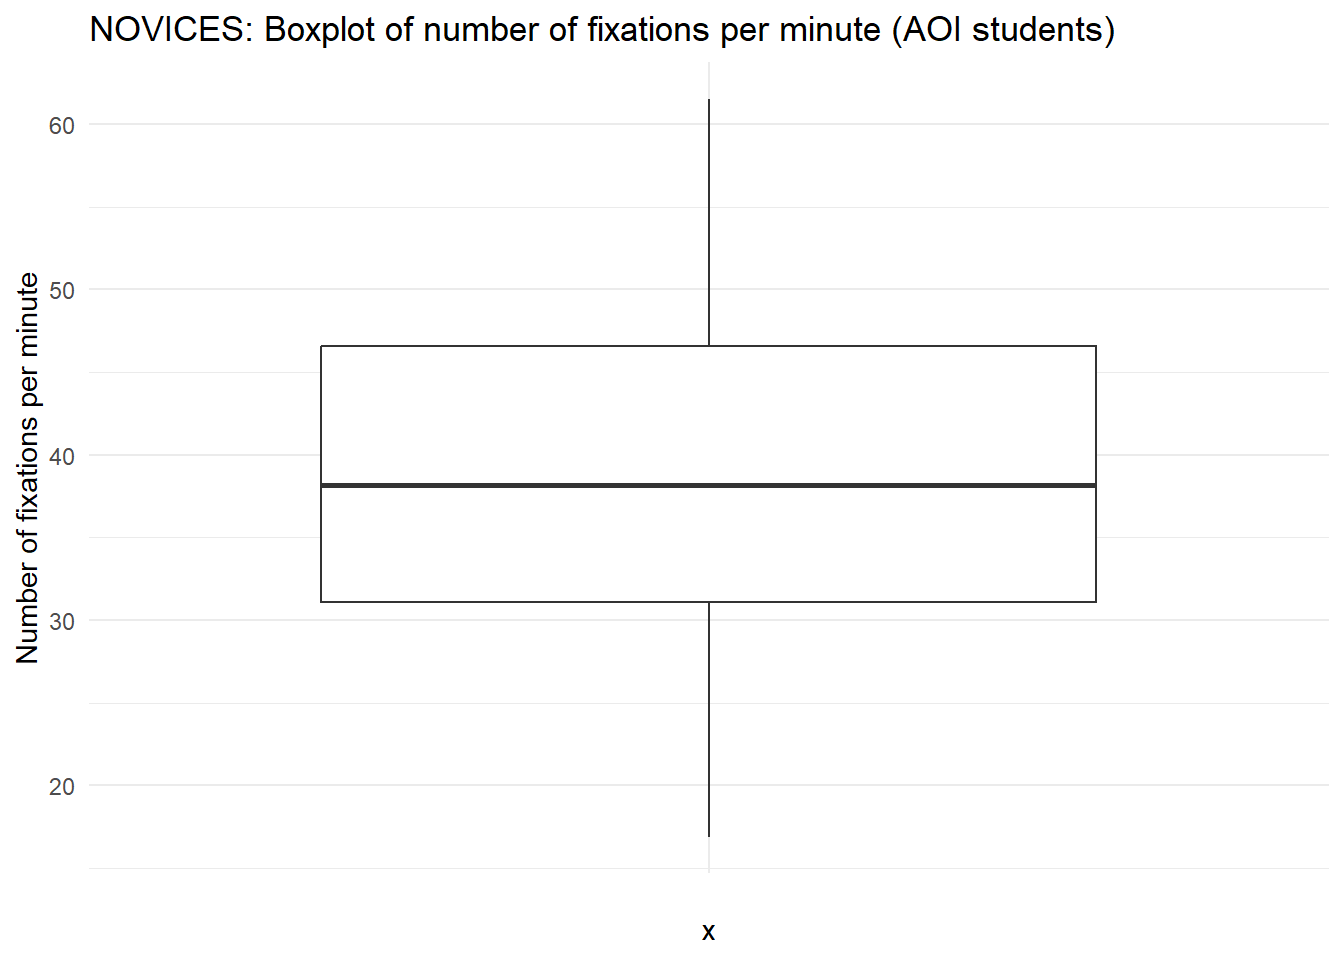 NOVICES: Boxplot of number of fixations per minute (AOI students)
Number of fixations per minute
60
50
40
30
20
x